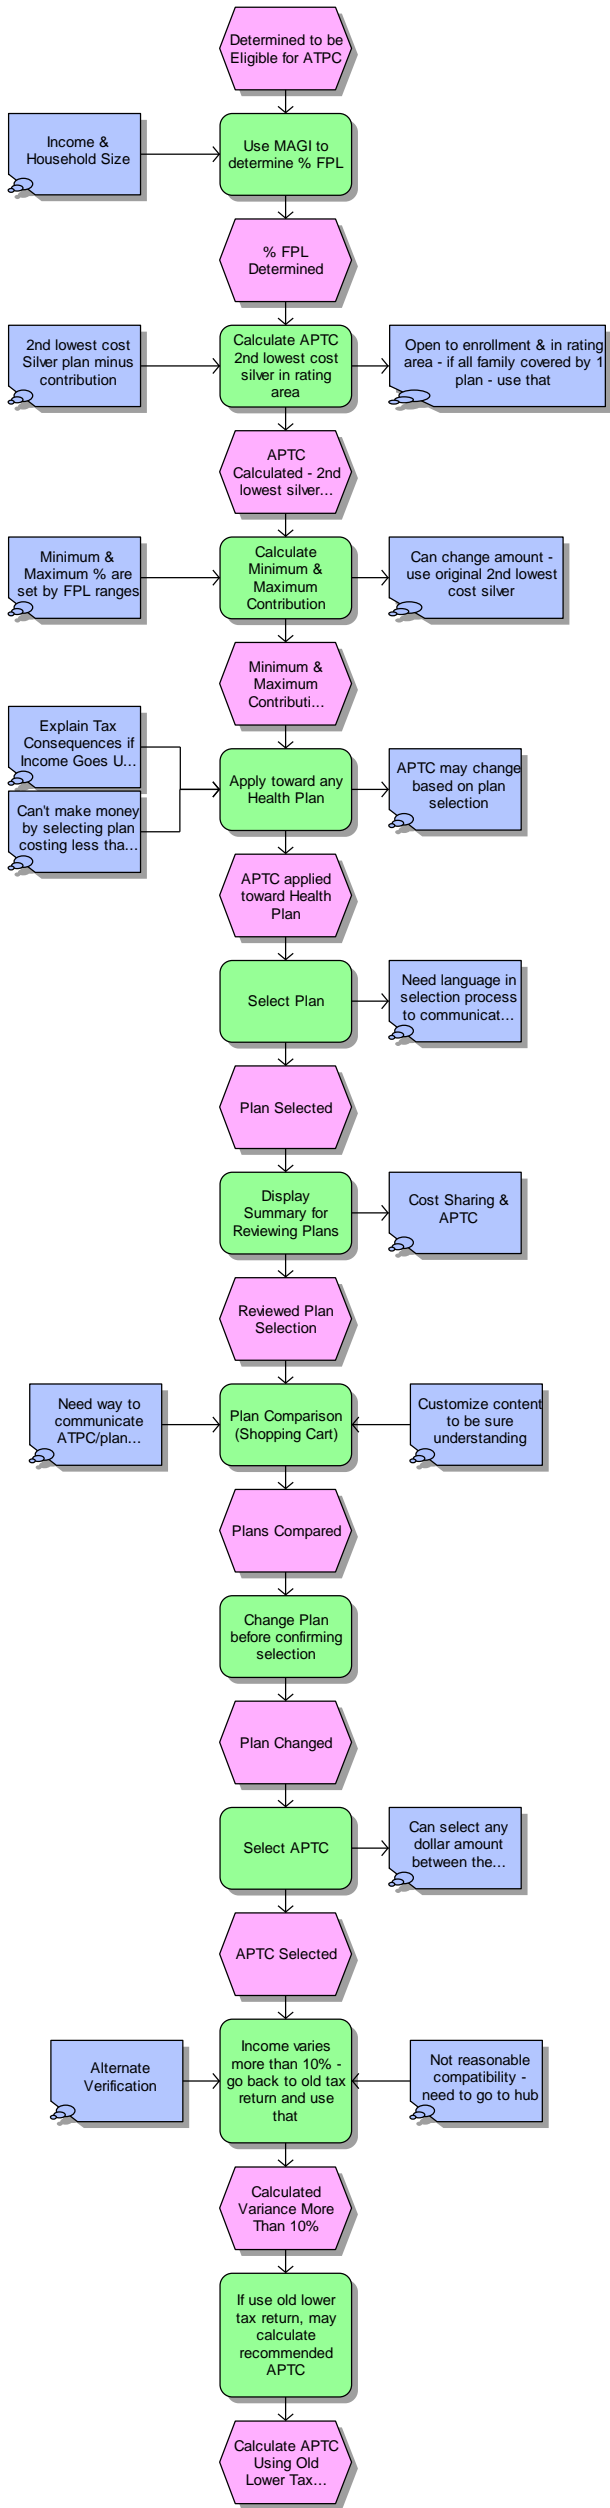 Determined to be
Eligible for ATPC
Income &
Household Size
Use MAGI to
determine % FPL
% FPL
Determined
2nd lowest cost
Silver plan minus
contribution
Calculate APTC
2nd lowest cost
silver in rating
area
Open to enrollment & in rating
area - if all family covered by 1
plan - use that
APTC
Calculated - 2nd
lowest silver...
Minimum &
Maximum % are
set by FPL ranges
Calculate
Minimum &
Maximum
Contribution
Can change amount -
use original 2nd lowest
cost silver
Minimum &
Maximum
Contributi...
Explain Tax
Consequences if
Income Goes U...
Can't make money
by selecting plan
costing less tha...
Apply toward any
Health Plan
APTC may change
based on plan
selection
APTC applied
toward Health
Plan
Select Plan
Need language in
selection process
to communicat...
Plan Selected
Display
Summary for
Reviewing Plans
Cost Sharing &
APTC
Reviewed Plan
Selection
Need way to
communicate
ATPC/plan...
Plan Comparison
(Shopping Cart)
Customize content
to be sure
understanding
Plans Compared
Change Plan
before confirming
selection
Plan Changed
Select APTC
Can select any
dollar amount
between the...
APTC Selected
Alternate
Verification
Income varies
more than 10% -
go back to old tax
return and use
that
Not reasonable
compatibility -
need to go to hub
Calculated
Variance More
Than 10%
If use old lower
tax return, may
calculate
recommended
APTC
Calculate APTC
Using Old
Lower Tax...